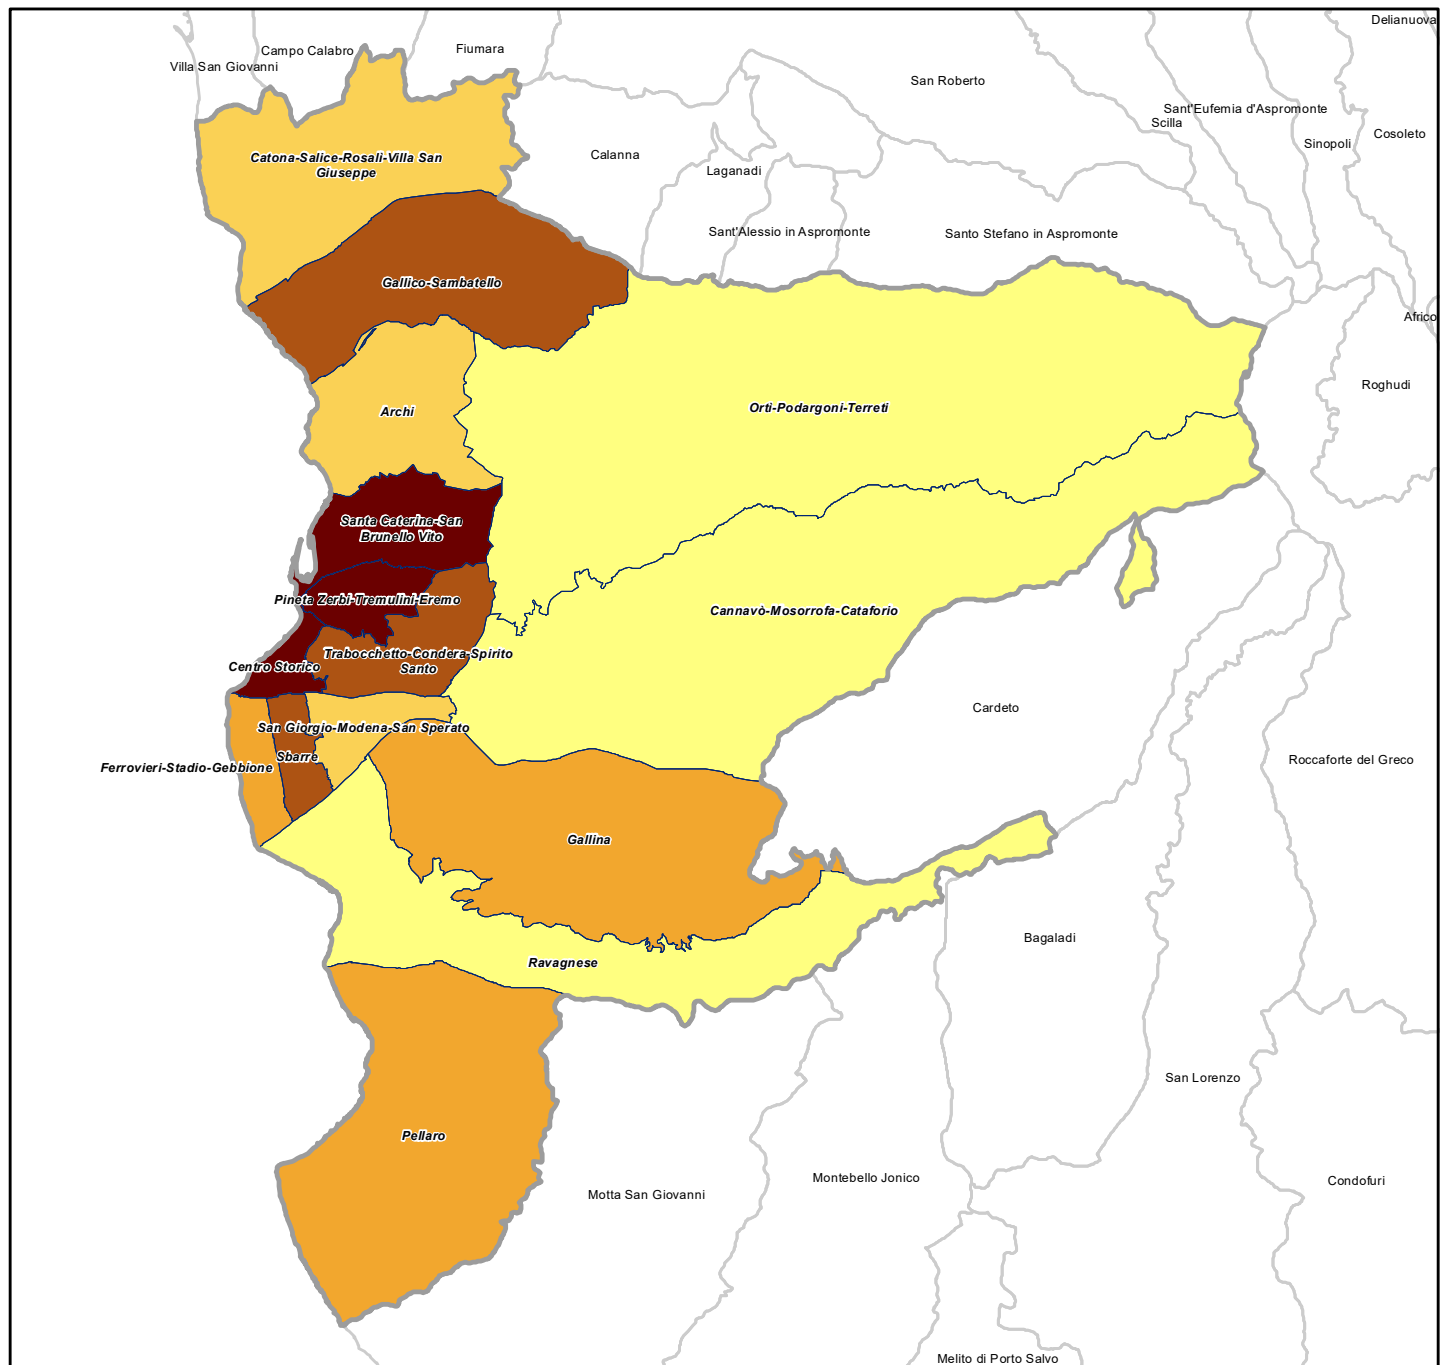 Delianuova
Campo Calabro
Fiumara
Villa San Giovanni
San Roberto
Sant'Eufemia d'Aspromonte
Scilla
Cosoleto
Sinopoli
Catona-Salice-Rosali-Villa San
Giuseppe
Calanna
Laganadi
Sant'Alessio in Aspromonte
Santo Stefano in Aspromonte
Gallico-Sambatello
Africo
Roghudi
Archi
Orti-Podargoni-Terreti
Santa Caterina-San
Brunello Vito
Pineta Zerbi-Tremulini-Eremo
Cannavò-Mosorrofa-Cataforio
Trabocchetto-Condera-Spirito
Santo
Centro Storico
Cardeto
San Giorgio-Modena-San Sperato
Sbarre
Ferrovieri-Stadio-Gebbione
Roccaforte del Greco
Gallina
Bagaladi
Ravagnese
San Lorenzo
Pellaro
Montebello Jonico
Condofuri
Motta San Giovanni
Melito di Porto Salvo